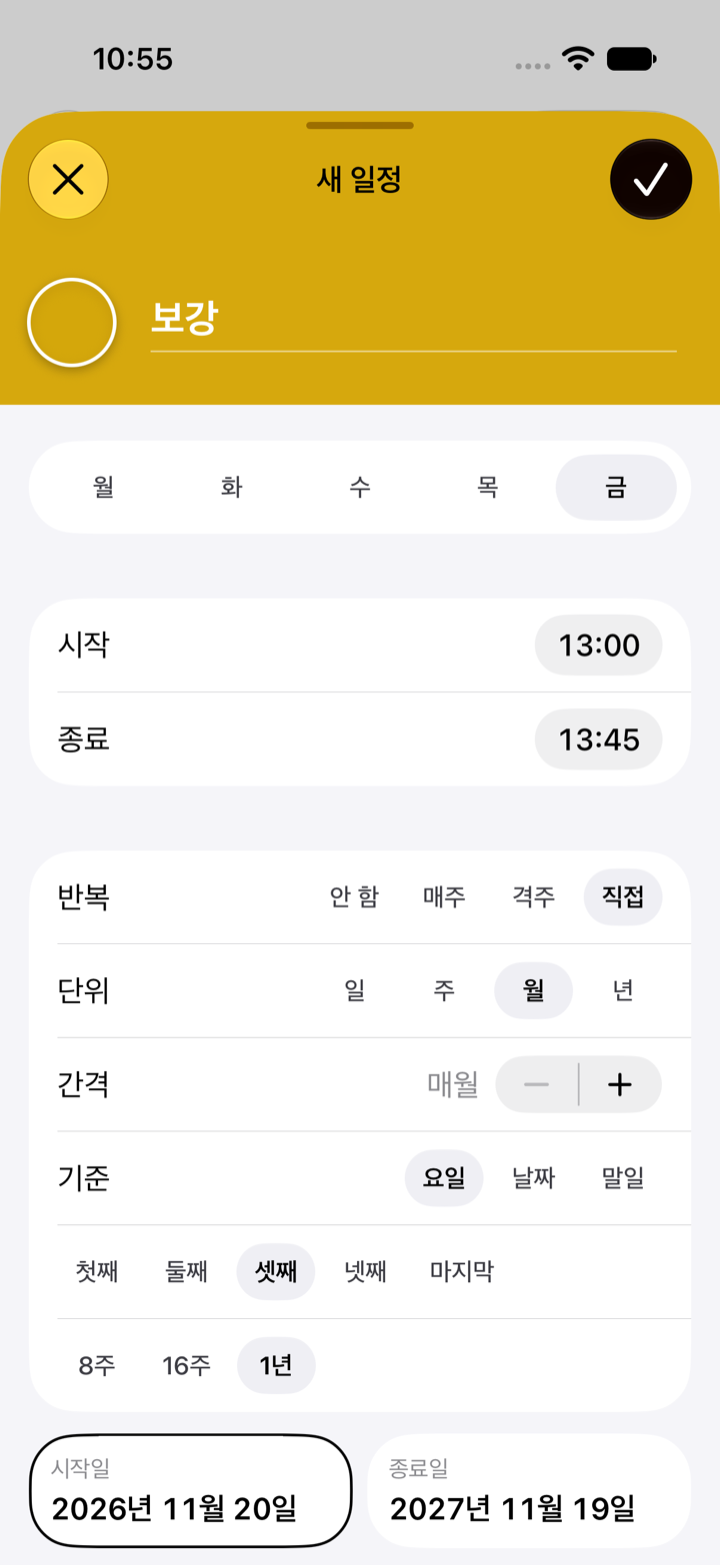 10:55
새 일정
보강
월 화 수 목 금
시작 13:00
종료 13:45
반복 안 함 매주 격주 직접
단위 일 주 월 년
간격 매월
기준 요일 날짜 말일
첫째 둘째 셋째 넷째 마지막
8주 16주 1년
시작일 종료일
2026년 11월 20일 2027년 11월 19일